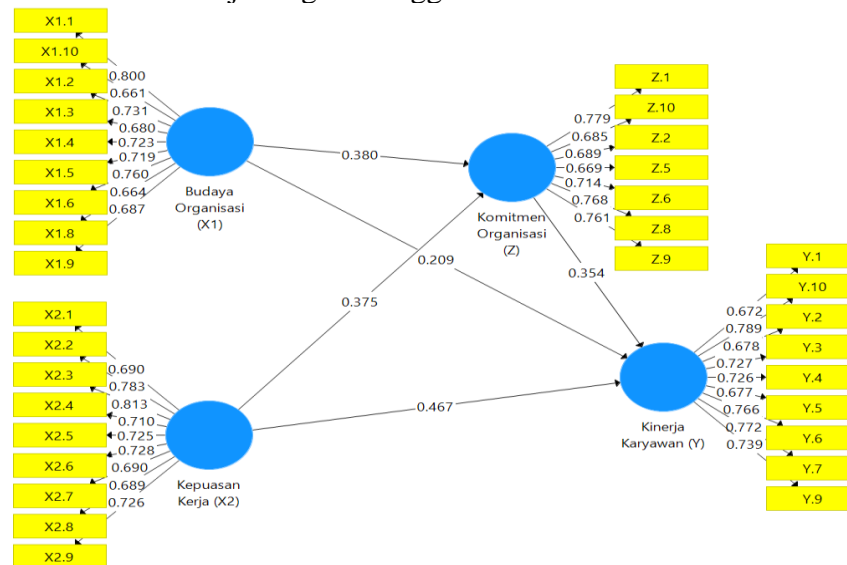 X1.1
X1.10
X1.2
X1.3
X1.4
X1.5
X1.6
X1.8
X1.9
0.800
0.661
0.731
0.680
0.723
0.719
0.760
0.664
0.687
Budaya
Organisasi
(X1)
0.380
0.209
0.375
0.467
0.354
Z.1
Z.10
Z.2
Z.5
Z.6
Z.8
Z.9
0.779
0.685
0.689
0.669
0.714
0.768
0.761
Komitmen
Organisasi
(Z)
X2.1
X2.2
X2.3
X2.4
X2.5
X2.6
X2.7
X2.8
X2.9
0.690
0.783
0.813
0.710
0.725
0.728
0.690
0.689
0.726
Kepuasan
Kerja (X2)
Y.1
Y.10
Y.2
Y.3
Y.4
Y.5
Y.6
Y.7
Y.9
0.672
0.789
0.678
0.727
0.726
0.677
0.766
0.772
0.739
Kinerja
Karyawan (Y)